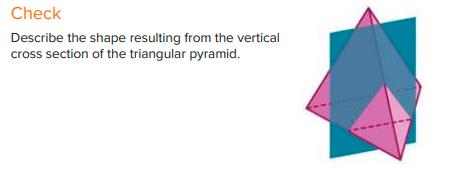 Check
Describe the shape resulting from the vertical
cross section of the triangular pyramid.